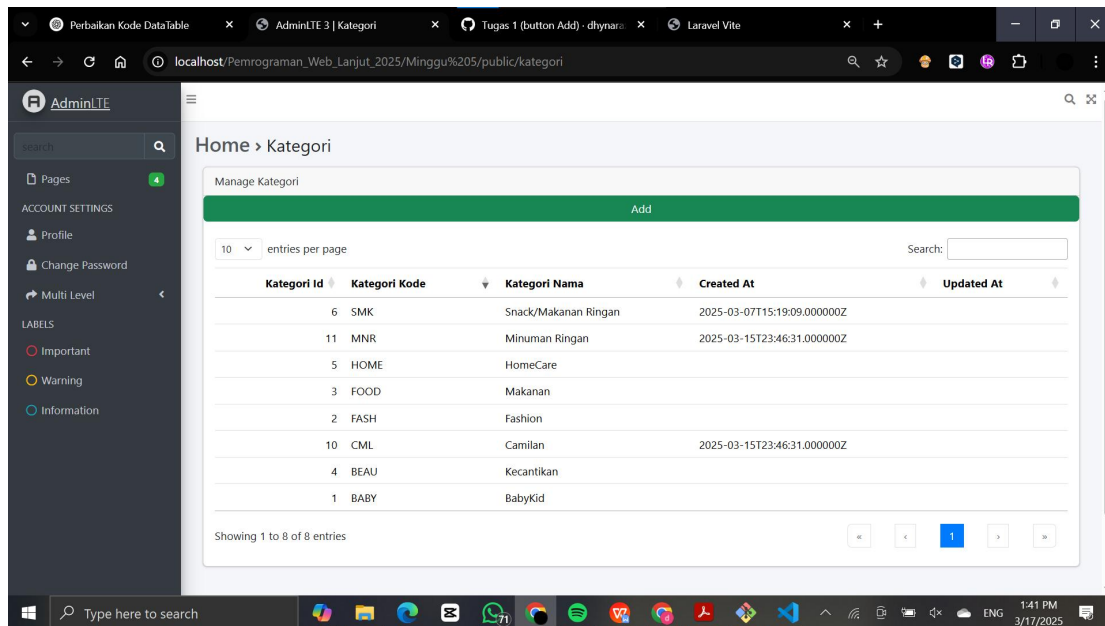 Perbaikan Kode DataTable
AdminLTE 3 | Kategori
Tugas 1 (button Add) · dhynara
Laravel Vite
localhost/Pemrograman_Web_Lanjut_2025/Minggu%205/public/kategori
AdminLTE
search
Pages 4
ACCOUNT SETTINGS
Profile
Change Password
Multi Level
LABELS
Important
Warning
Information
Home › Kategori
Manage Kategori
Add
10 entries per page Search:
Kategori Id Kategori Kode Kategori Nama Created At Updated At
6 SMK Snack/Makanan Ringan 2025-03-07T15:19:09.000000Z
11 MNR Minuman Ringan 2025-03-15T23:46:31.000000Z
5 HOME HomeCare
3 FOOD Makanan
2 FASH Fashion
10 CML Camilan 2025-03-15T23:46:31.000000Z
4 BEAU Kecantikan
1 BABY BabyKid
Showing 1 to 8 of 8 entries « ‹ 1 › »
Type here to search
71
ENG
1:41 PM
3/17/2025